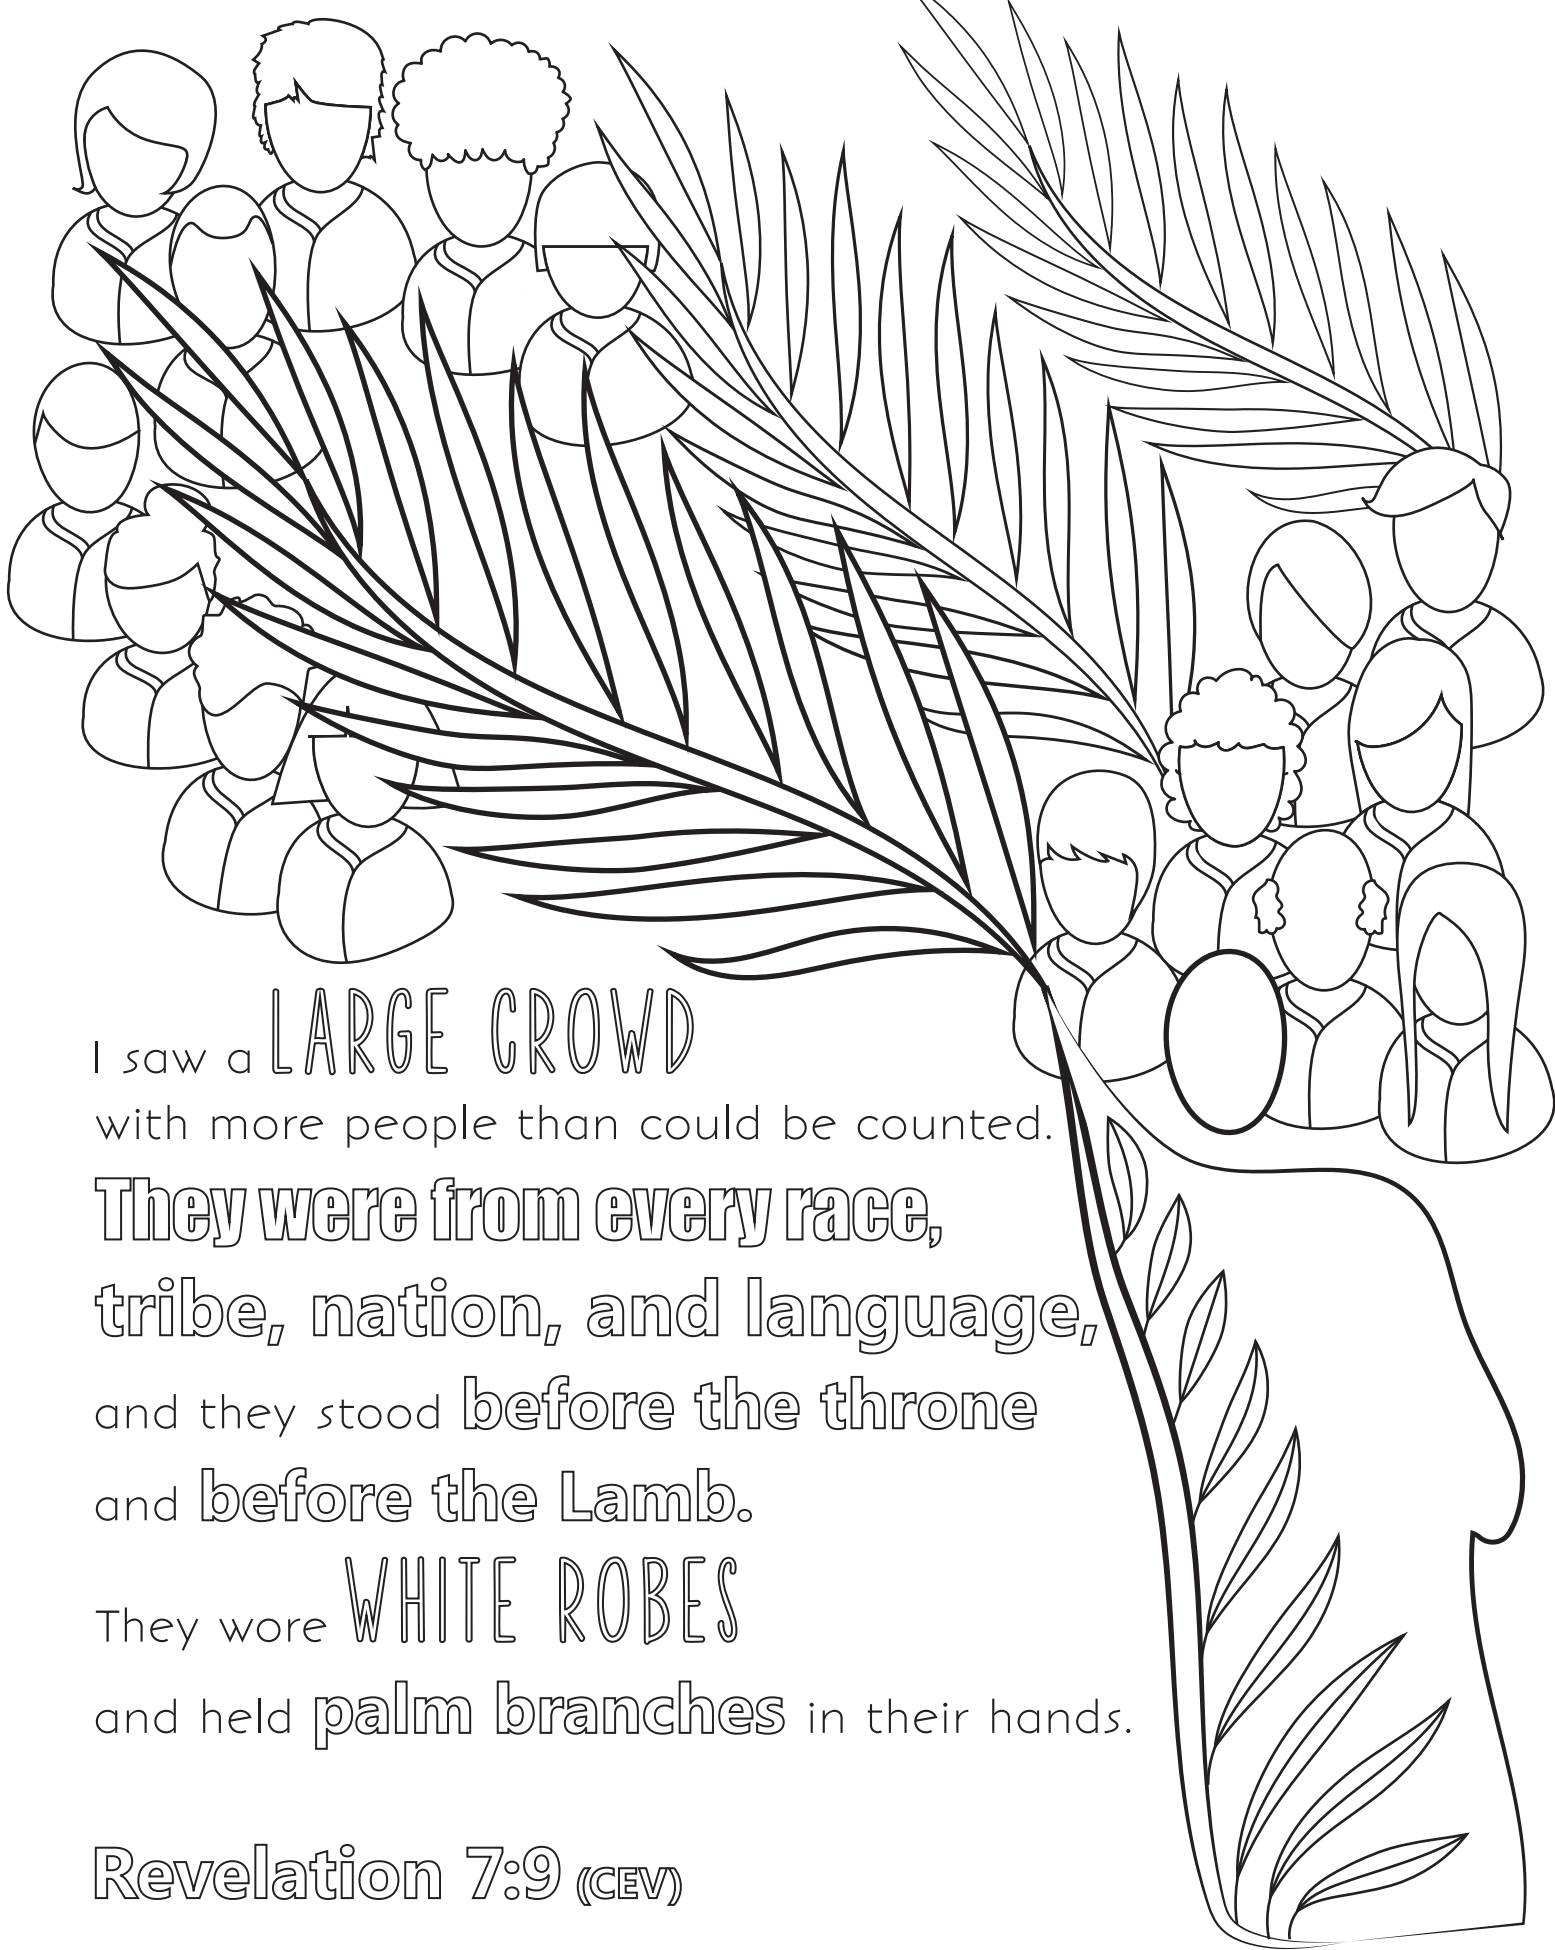 I saw a LARGE CROWD
with more people than could be counted.
They were from every race,
tribe, nation, and language,
and they stood before the throne
and before the Lamb.
They wore WHITE ROBES
and held palm branches in their hands.
Revelation 7:9 (CEV)